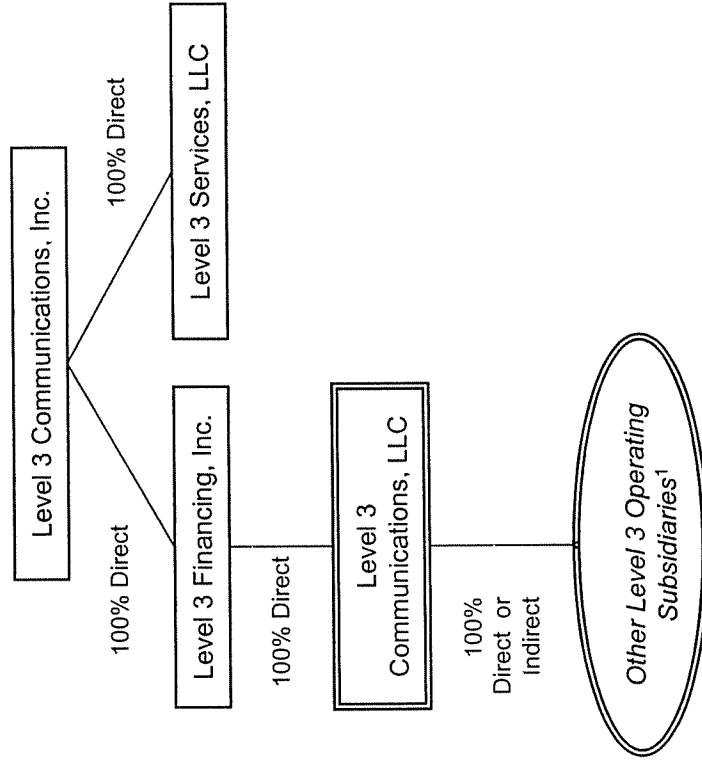 Level 3 Communications, Inc.
100% Direct
100% Direct
Level 3 Financing, Inc.
Level 3 Services, LLC
100% Direct
Level 3
Communications, LLC
100%
Direct or
Indirect
Other Level 3 Operating
Subsidiaries¹